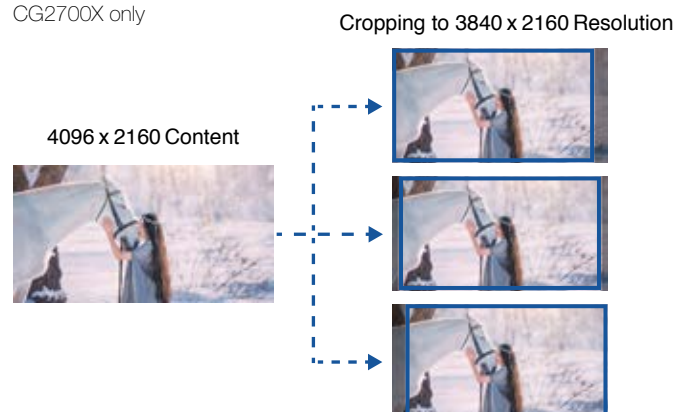 CG2700X only
Cropping to 3840 x 2160 Resolution
4096 x 2160 Content